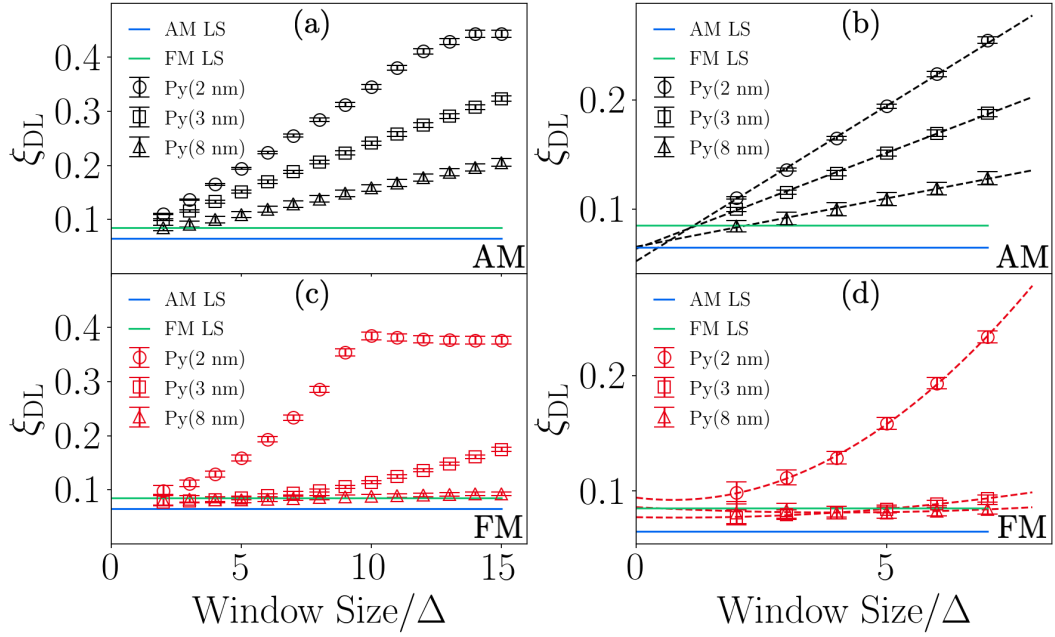 (a)
AM LS
FM LS
Py(2 nm)
Py(3 nm)
Py(8 nm)
0.4
0.3
0.2
0.1
ξDL
AM
(b)
AM LS
FM LS
Py(2 nm)
Py(3 nm)
Py(8 nm)
0.2
0.1
ξDL
AM
(c)
AM LS
FM LS
Py(2 nm)
Py(3 nm)
Py(8 nm)
0.4
0.3
0.2
0.1
ξDL
FM
0 5 10 15
Window Size/Δ
(d)
AM LS
FM LS
Py(2 nm)
Py(3 nm)
Py(8 nm)
0.2
0.1
ξDL
FM
0 5
Window Size/Δ